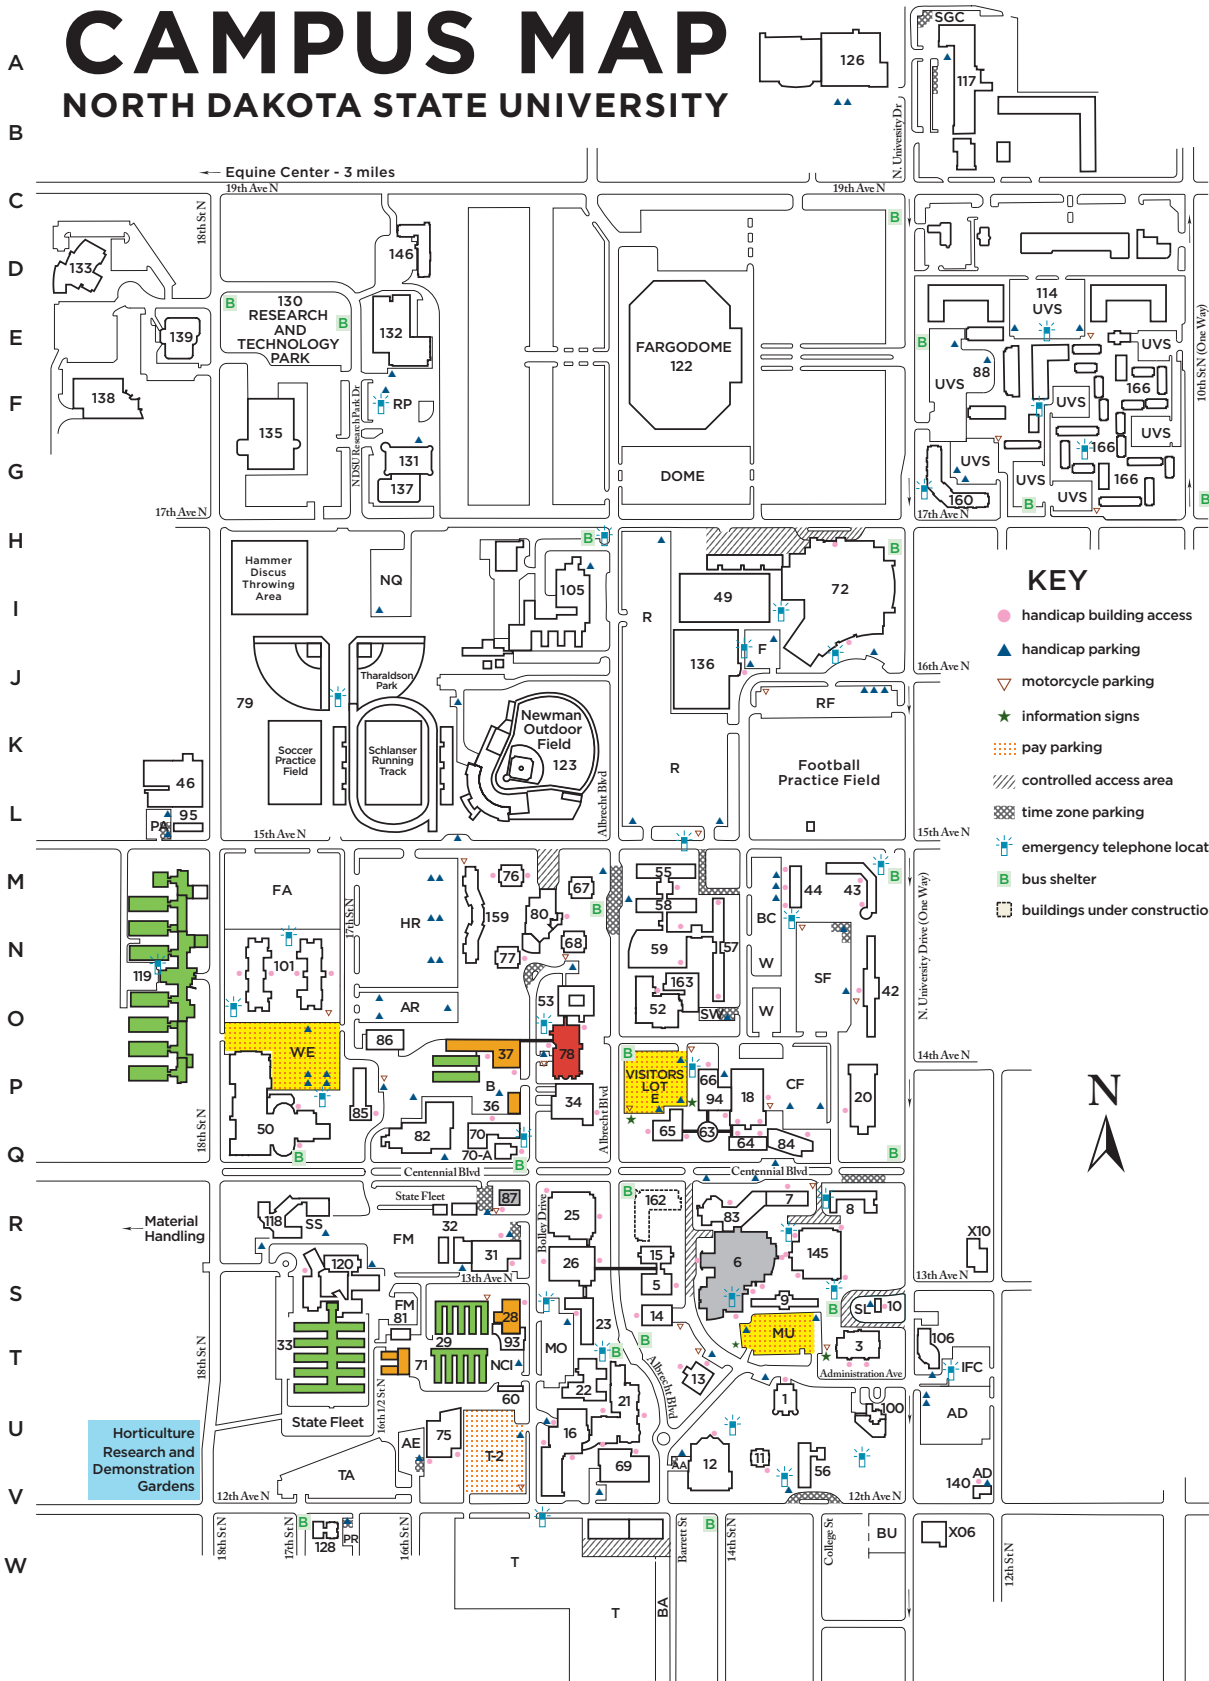 CAMPUS MAP
NORTH DAKOTA STATE UNIVERSITY
A
B
C
D
E
F
G
H
I
J
K
L
M
N
O
P
Q
R
S
T
U
V
W
Equine Center - 3 miles
19th Ave N
19th Ave N
N. University Dr
SGC
126
117
18th St N
133
139
138
146
130
RESEARCH
AND
TECHNOLOGY
PARK
B
B
132
RP
135
131
137
NDSU Research Park Dr
17th Ave N
FARGODOME
122
DOME
B
B
114
UVS
UVS
UVS
88
166
UVS
UVS
166
UVS
UVS
UVS
166
160
B
B
17th Ave N
10th St N (One Way)
Hammer
Discus
Throwing
Area
NQ
B
105
R
49
72
B
136
F
RF
16th Ave N
79
Tharaldson
Park
Soccer
Practice
Field
Schlanser
Running
Track
Newman
Outdoor
Field
123
Albrecht Blvd
R
Football
Practice Field
46
95
PA
15th Ave N
15th Ave N
KEY
handicap building access
handicap parking
motorcycle parking
information signs
pay parking
controlled access area
time zone parking
emergency telephone locat
B
bus shelter
buildings under constructio
FA
17th St N
HR
76
67
159
80
B
77
68
55
58
59
57
163
52
SW
BC
W
W
44
43
B
SF
42
N. University Drive (One Way)
119
101
AR
53
86
37
78
WE
B
36
34
85
50
82
70
70-A
B
B
18th St N
Albrecht Blvd
B
VISITORS
LOT
E
66
94
18
65
63
64
84
CF
20
B
14th Ave N
N
Centennial Blvd
Centennial Blvd
Material
Handling
State Fleet
87
118
SS
32
FM
31
120
13th Ave N
Bolley Drive
25
26
B
162
83
7
8
15
5
6
145
X10
13th Ave N
FM
81
28
29
93
33
71
NCI
60
14
23
MO
B
B
9
B
SL
10
MU
3
106
IFC
Administration Ave
18th St N
16th 1/2 St N
State Fleet
22
21
13
Albrecht Blvd
1
100
AD
Horticulture
Research and
Demonstration
Gardens
TA
AE
75
T-2
16
69
AA
12
11
56
AD
140
12th Ave N
12th Ave N
18th St N
17th St N
B
128
PR
16th St N
T
T
BA
Barrett St
B
14th St N
College St
BU
X06
12th St N